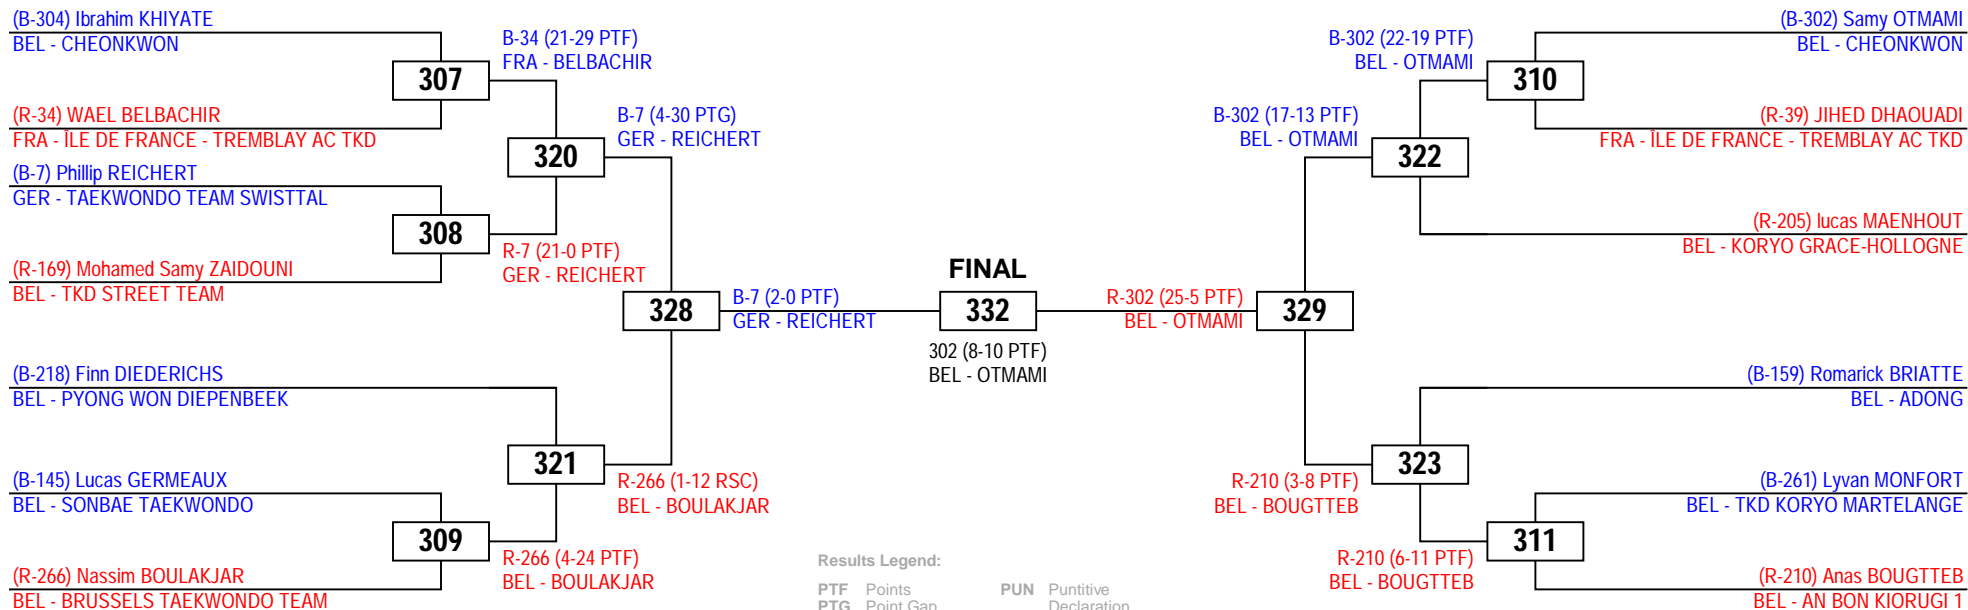 (B-304) Ibrahim KHIYATE
BEL - CHEONKWON
307
(R-34) WAEL BELBACHIR
FRA - ÎLE DE FRANCE - TREMBLAY AC TKD
B-34 (21-29 PTF)
FRA - BELBACHIR
320
(B-7) Phillip REICHERT
GER - TAEKWONDO TEAM SWISTTAL
308
(R-169) Mohamed Samy ZAIDOUNI
BEL - TKD STREET TEAM
R-7 (21-0 PTF)
GER - REICHERT
B-7 (4-30 PTG)
GER - REICHERT
328
(B-218) Finn DIEDERICHS
BEL - PYONG WON DIEPENBEEK
321
(B-145) Lucas GERMEAUX
BEL - SONBAE TAEKWONDO
309
(R-266) Nassim BOULAKJAR
BEL - BRUSSELS TAEKWONDO TEAM
R-266 (4-24 PTF)
BEL - BOULAKJAR
R-266 (1-12 RSC)
BEL - BOULAKJAR
B-7 (2-0 PTF)
GER - REICHERT
FINAL
332
302 (8-10 PTF)
BEL - OTMAMI
R-302 (25-5 PTF)
BEL - OTMAMI
329
B-302 (17-13 PTF)
BEL - OTMAMI
322
B-302 (22-19 PTF)
BEL - OTMAMI
310
(B-302) Samy OTMAMI
BEL - CHEONKWON
(R-39) JIHED DHAOUADI
FRA - ÎLE DE FRANCE - TREMBLAY AC TKD
(R-205) lucas MAENHOUT
BEL - KORYO GRACE-HOLLOGNE
(B-159) Romarick BRIATTE
BEL - ADONG
323
R-210 (3-8 PTF)
BEL - BOUGTTEB
R-210 (6-11 PTF)
BEL - BOUGTTEB
311
(B-261) Lyvan MONFORT
BEL - TKD KORYO MARTELANGE
(R-210) Anas BOUGTTEB
BEL - AN BON KIORUGI 1
Results Legend:
PTF Points
PTG Point Gap
PUN Puntitive
Declaration